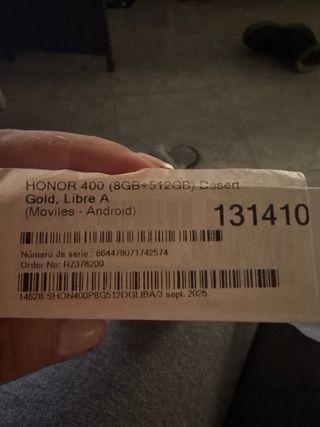 HONOR 400 (8GB+512GB) Desert
Gold, Libre A
(Moviles - Android)
131410
Número de serie : 864478071742574
Order No: RZ378209
14628/SHON400P8G512DGLIBA/3 sept. 2025